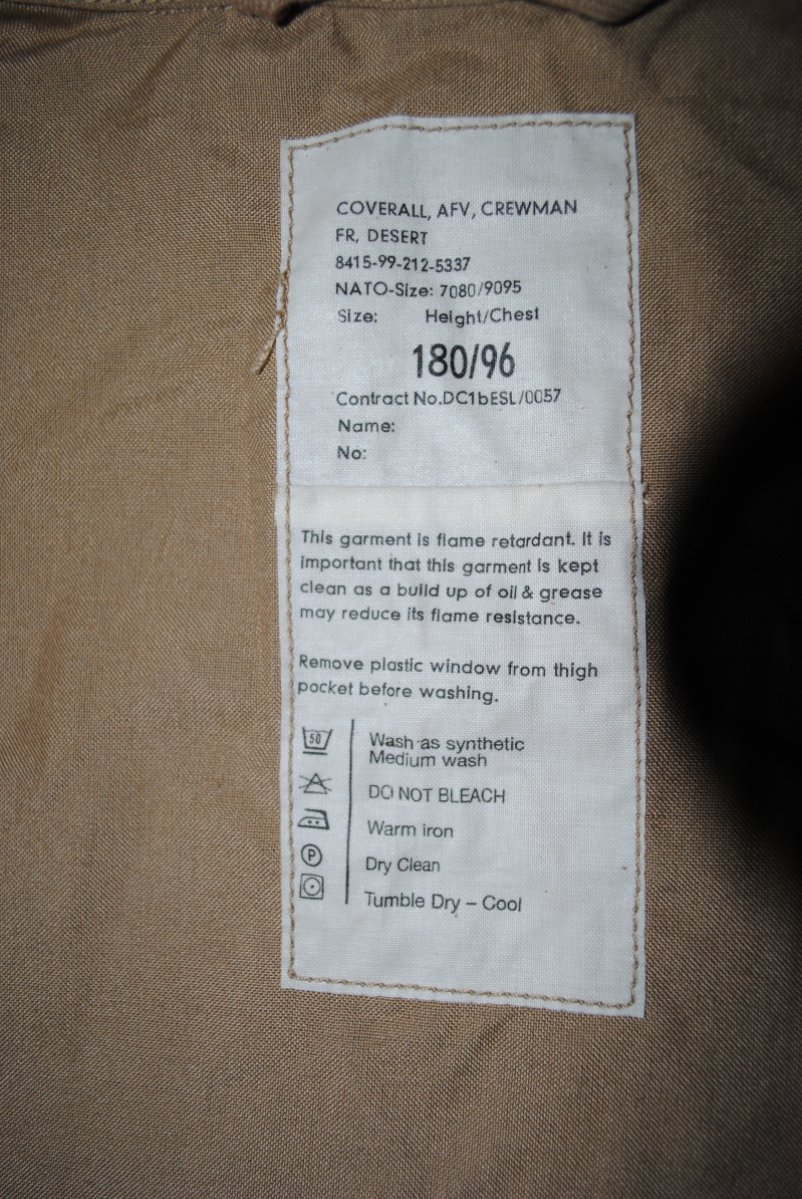 COVERALL, AFV, CREWMAN
FR, DESERT
8415-99-212-5337
NATO-Size: 7080/9095
Size: Height/Chest
180/96
Contract No.DC1bESL/0057
Name:
No:
This garment is flame retardant. It is
important that this garment is kept
clean as a build up of oil & grease
may reduce its flame resistance.
Remove plastic window from thigh
pocket before washing.
50 Wash as synthetic
Medium wash
DO NOT BLEACH
Warm iron
P Dry Clean
Tumble Dry – Cool